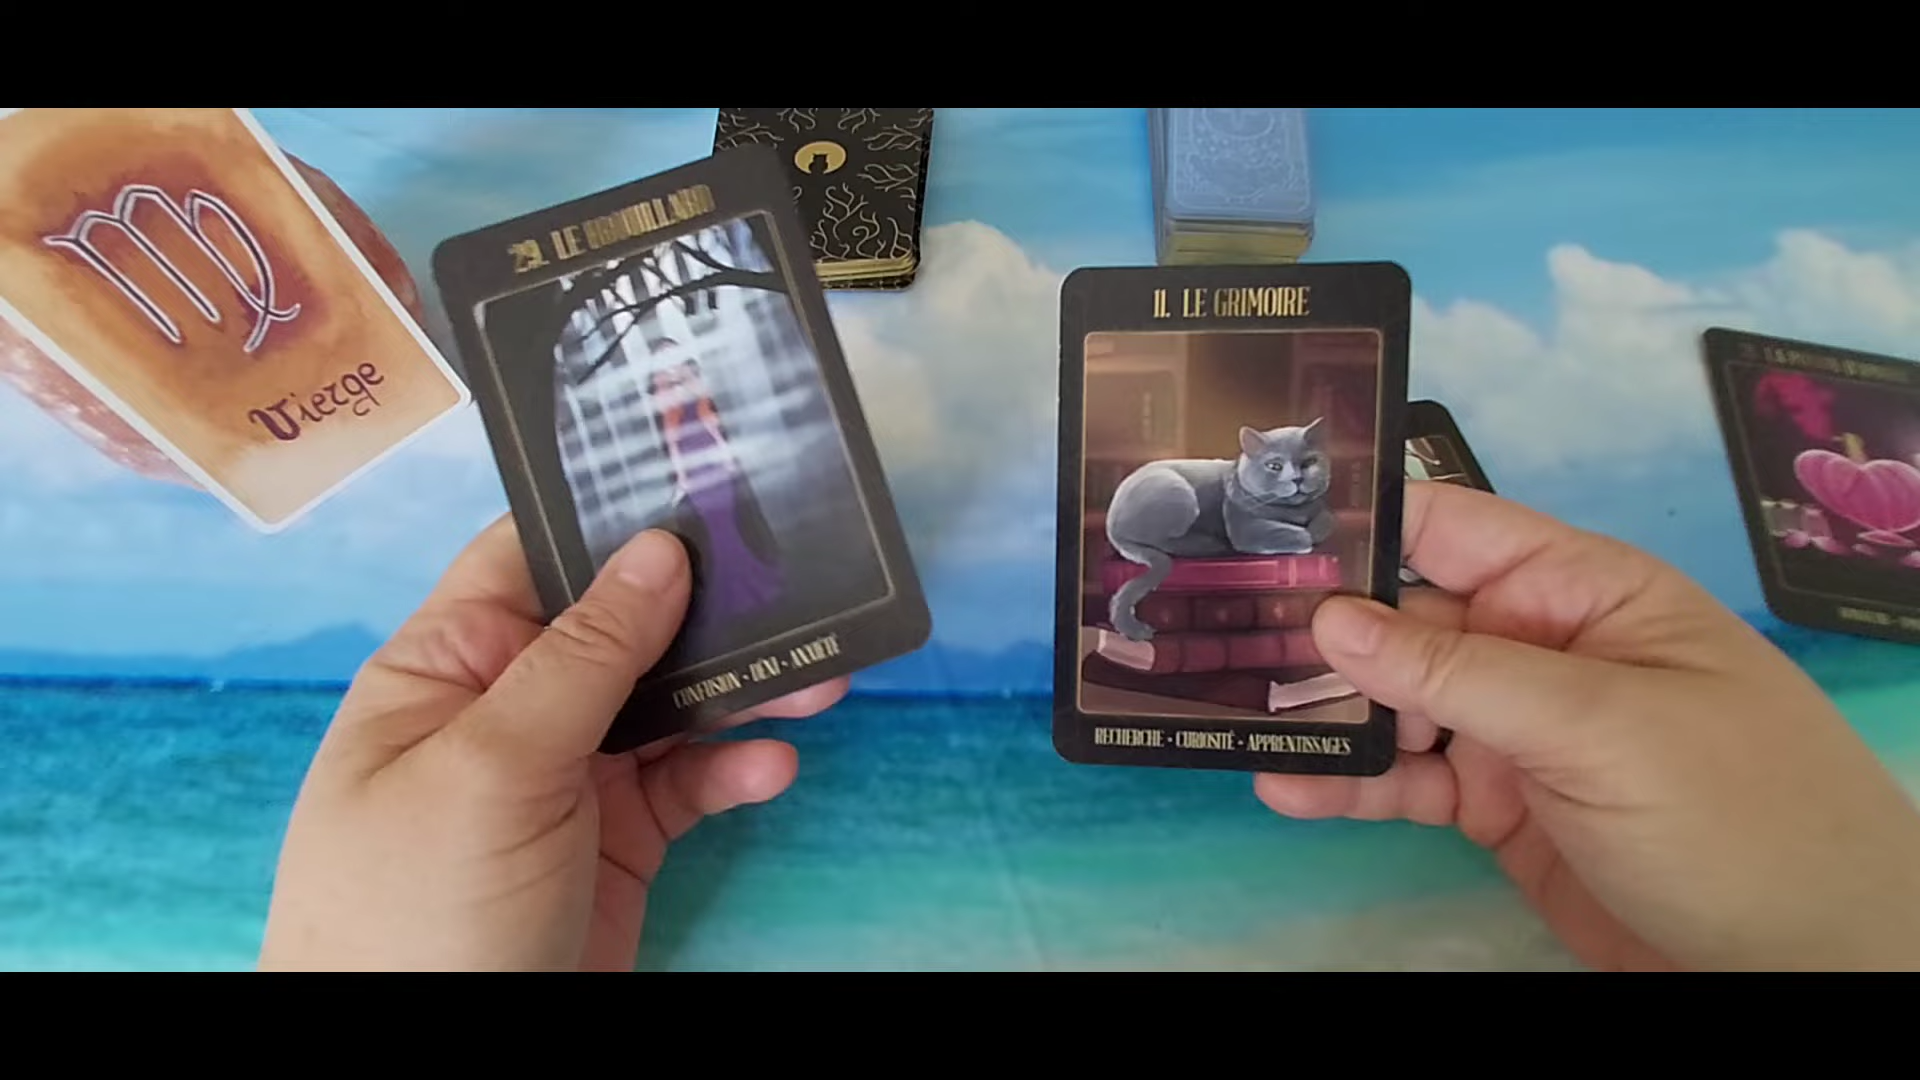 Vierge
29. LE BROUILLARD
CONFUSION • DÉNI • ANXIÉTÉ
11. LE GRIMOIRE
RECHERCHE • CURIOSITÉ • APPRENTISSAGES